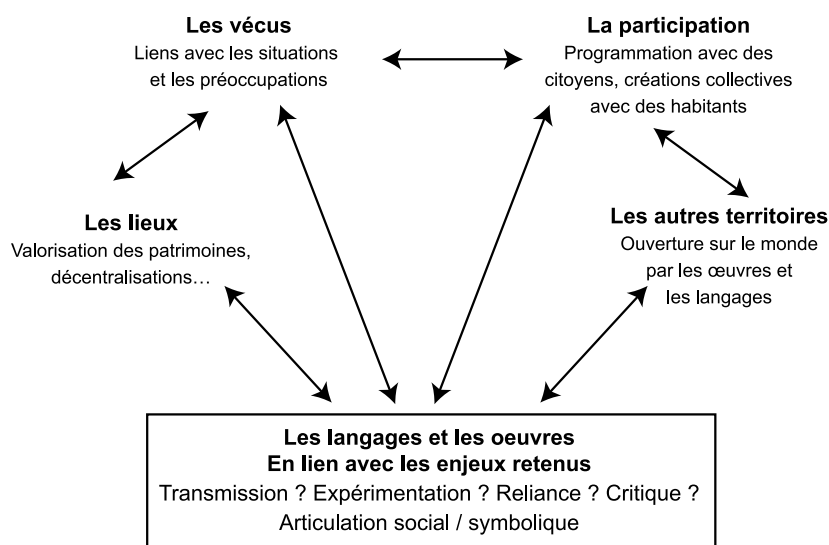 Les vécus
Liens avec les situations
et les préoccupations
La participation
Programmation avec des
citoyens, créations collectives
avec des habitants
Les lieux
Valorisation des patrimoines,
décentralisations…
Les autres territoires
Ouverture sur le monde
par les œuvres et
les langages
Les langages et les oeuvres
En lien avec les enjeux retenus
Transmission ? Expérimentation ? Reliance ? Critique ?
Articulation social / symbolique